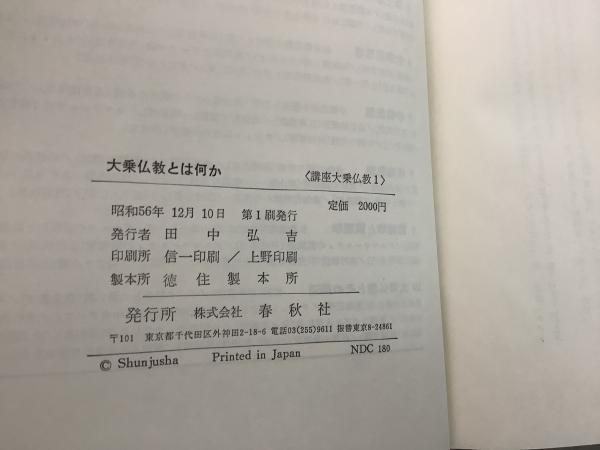 大乗仏教とは何か
〈講座大乗仏教1〉
昭和56年 12月 10日 第1刷発行 定価 2000円
発行者 田中弘吉
印刷所 信一印刷／上野印刷
製本所 徳住製本所
発行所 株式会社 春秋社
〒101 東京都千代田区外神田2-18-6 電話03(255)9611 振替東京8-24861
© Shunjusha Printed in Japan NDC 180